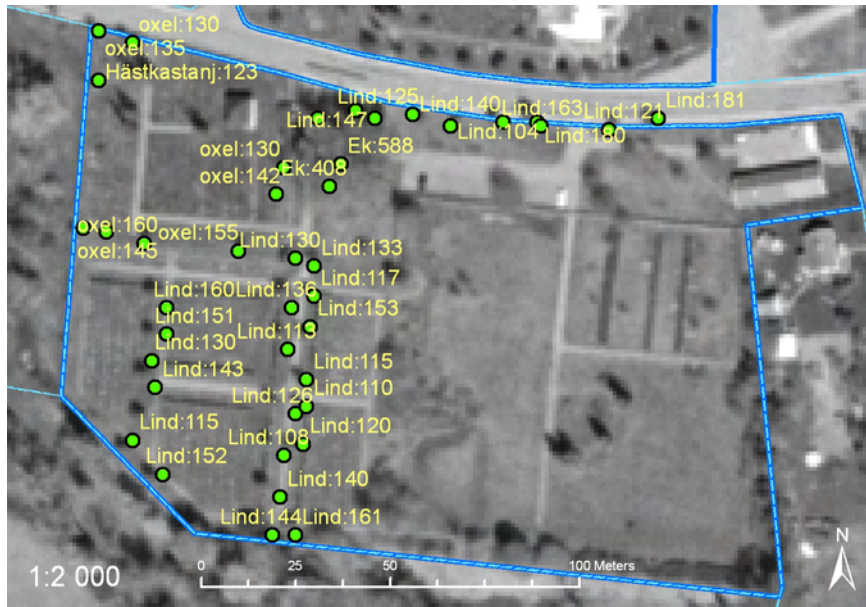 oxel:130
oxel:135
Hästkastanj:123
Lind:125
Lind:140
Lind:163
Lind:121
Lind:181
Lind:147
Lind:104
Lind:180
oxel:130
Ek:588
oxel:142
Ek:408
oxel:160
oxel:155
Lind:130
Lind:133
oxel:145
Lind:117
Lind:160
Lind:136
Lind:153
Lind:151
Lind:113
Lind:130
Lind:143
Lind:115
Lind:110
Lind:126
Lind:115
Lind:120
Lind:108
Lind:152
Lind:140
Lind:144
Lind:161
N
1:2 000
0 25 50 100 Meters